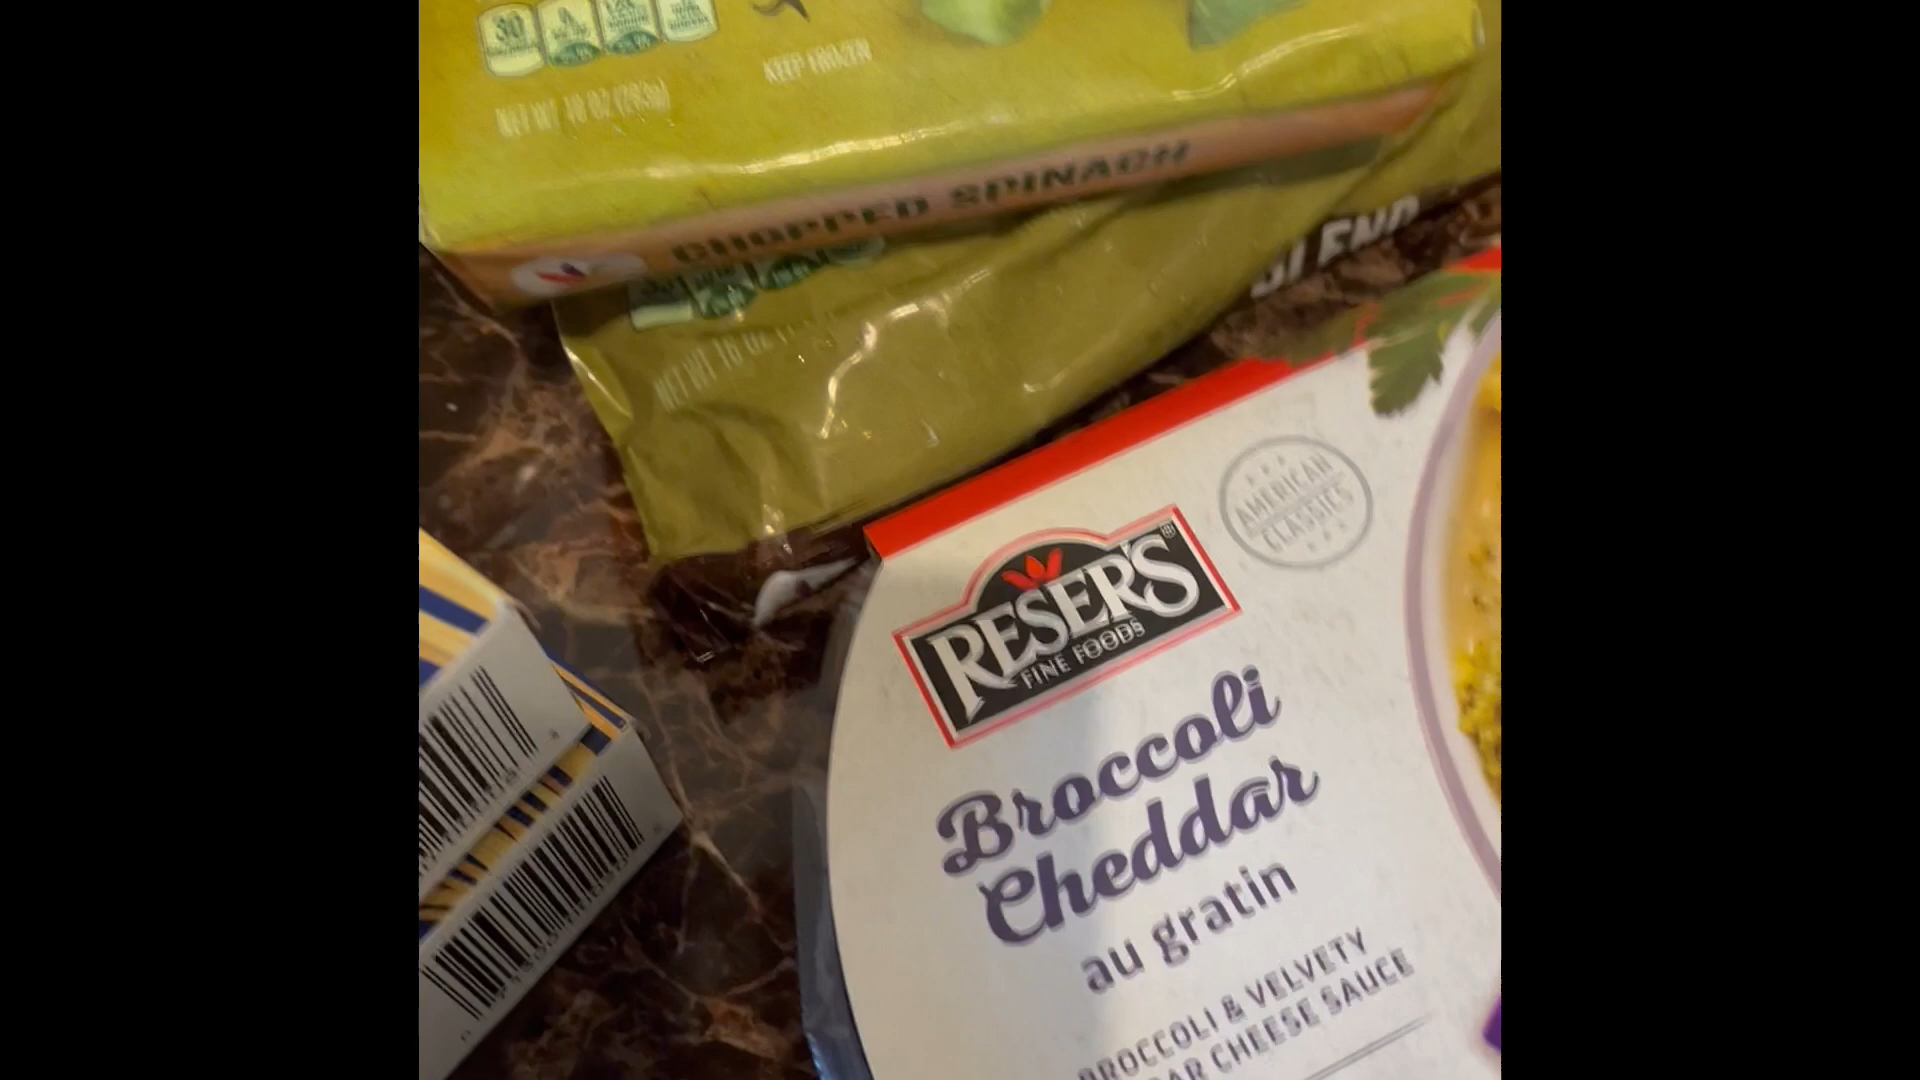 30
NET WT 10 OZ (283g)
KEEP FROZEN
CHOPPED SPINACH
NET WT 16 OZ
BLEND
AMERICAN
CLASSICS
RESER'S®
FINE FOODS
Broccoli
Cheddar
au gratin
BROCCOLI & VELVETY
CHEESE SAUCE